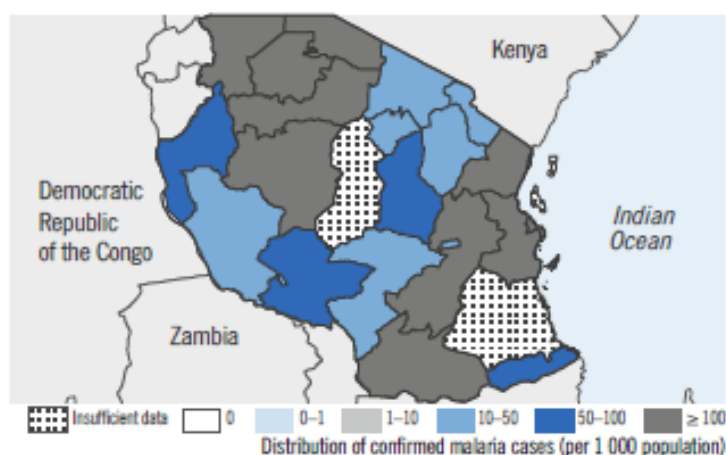 Kenya
Democratic
Republic
of the Congo
Indian
Ocean
Zambia
Insufficient data 0 0–1 1–10 10–50 50–100 ≥ 100
Distribution of confirmed malaria cases (per 1 000 population)